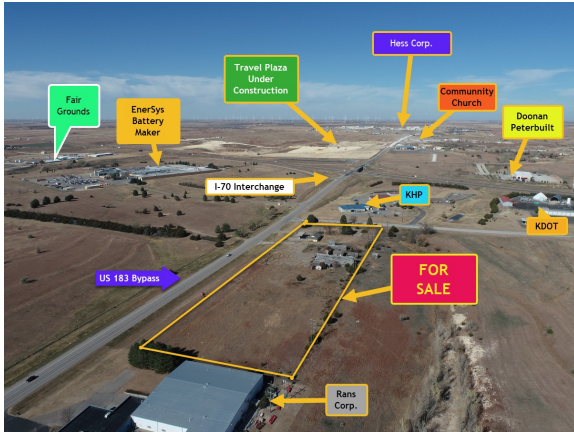 Hess Corp.
Travel Plaza
Under
Construction
Fair
Grounds
EnerSys
Battery
Maker
Communnity
Church
Doonan
Peterbuilt
I-70 Interchange
KHP
KDOT
US 183 Bypass
FOR
SALE
Rans
Corp.